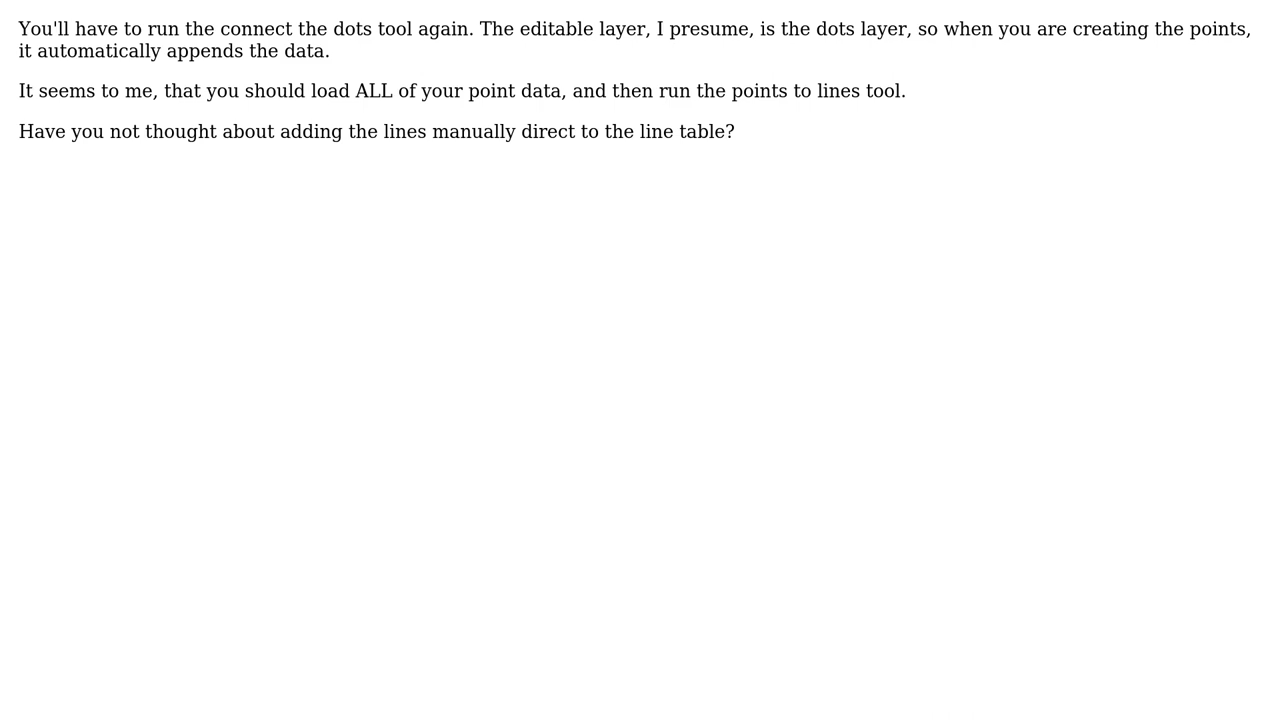 You'll have to run the connect the dots tool again. The editable layer, I presume, is the dots layer, so when you are creating the points,
it automatically appends the data.
It seems to me, that you should load ALL of your point data, and then run the points to lines tool.
Have you not thought about adding the lines manually direct to the line table?